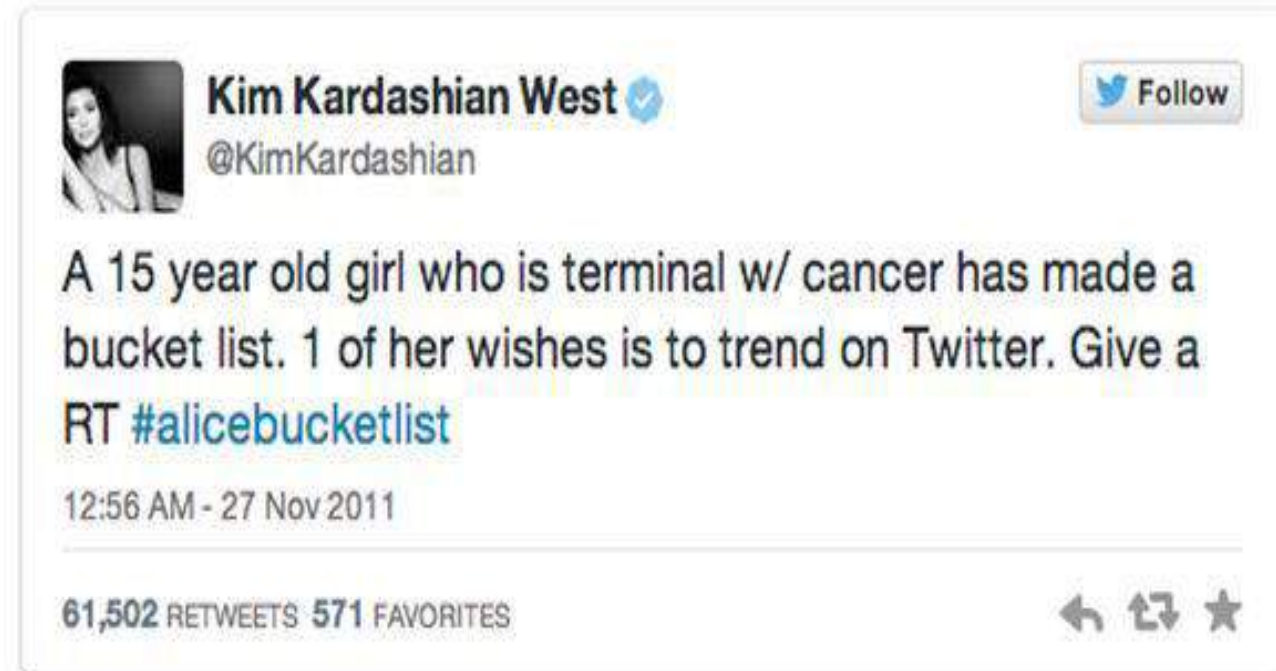 Kim Kardashian West
Follow
@KimKardashian
A 15 year old girl who is terminal w/ cancer has made a
bucket list. 1 of her wishes is to trend on Twitter. Give a
RT #alicebucketlist
12:56 AM - 27 Nov 2011
61,502 RETWEETS 571 FAVORITES